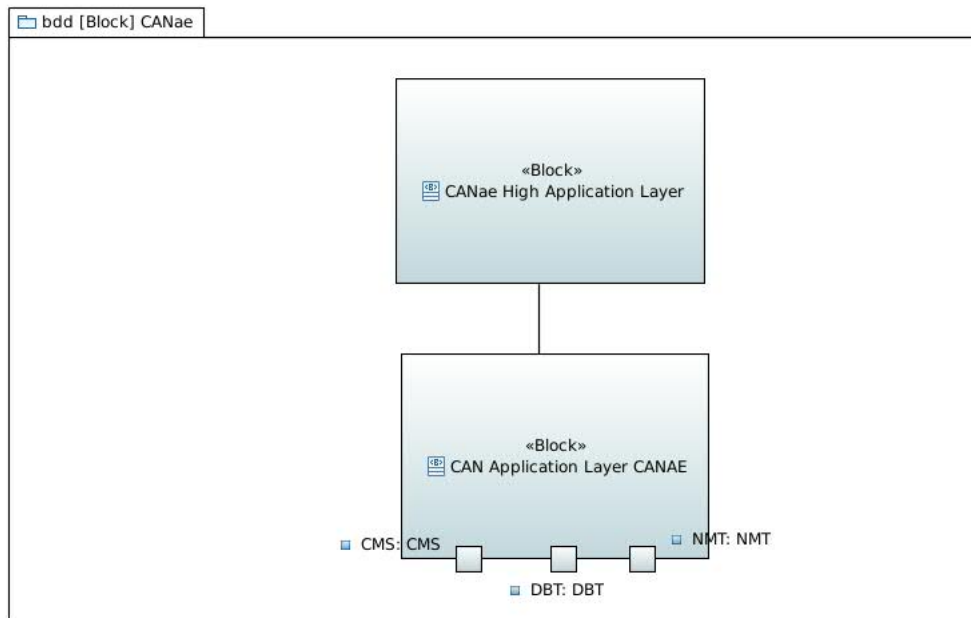 bdd [Block] CANae
«Block»
CANae High Application Layer
«Block»
CAN Application Layer CANAE
CMS: CMS
NMT: NMT
DBT: DBT